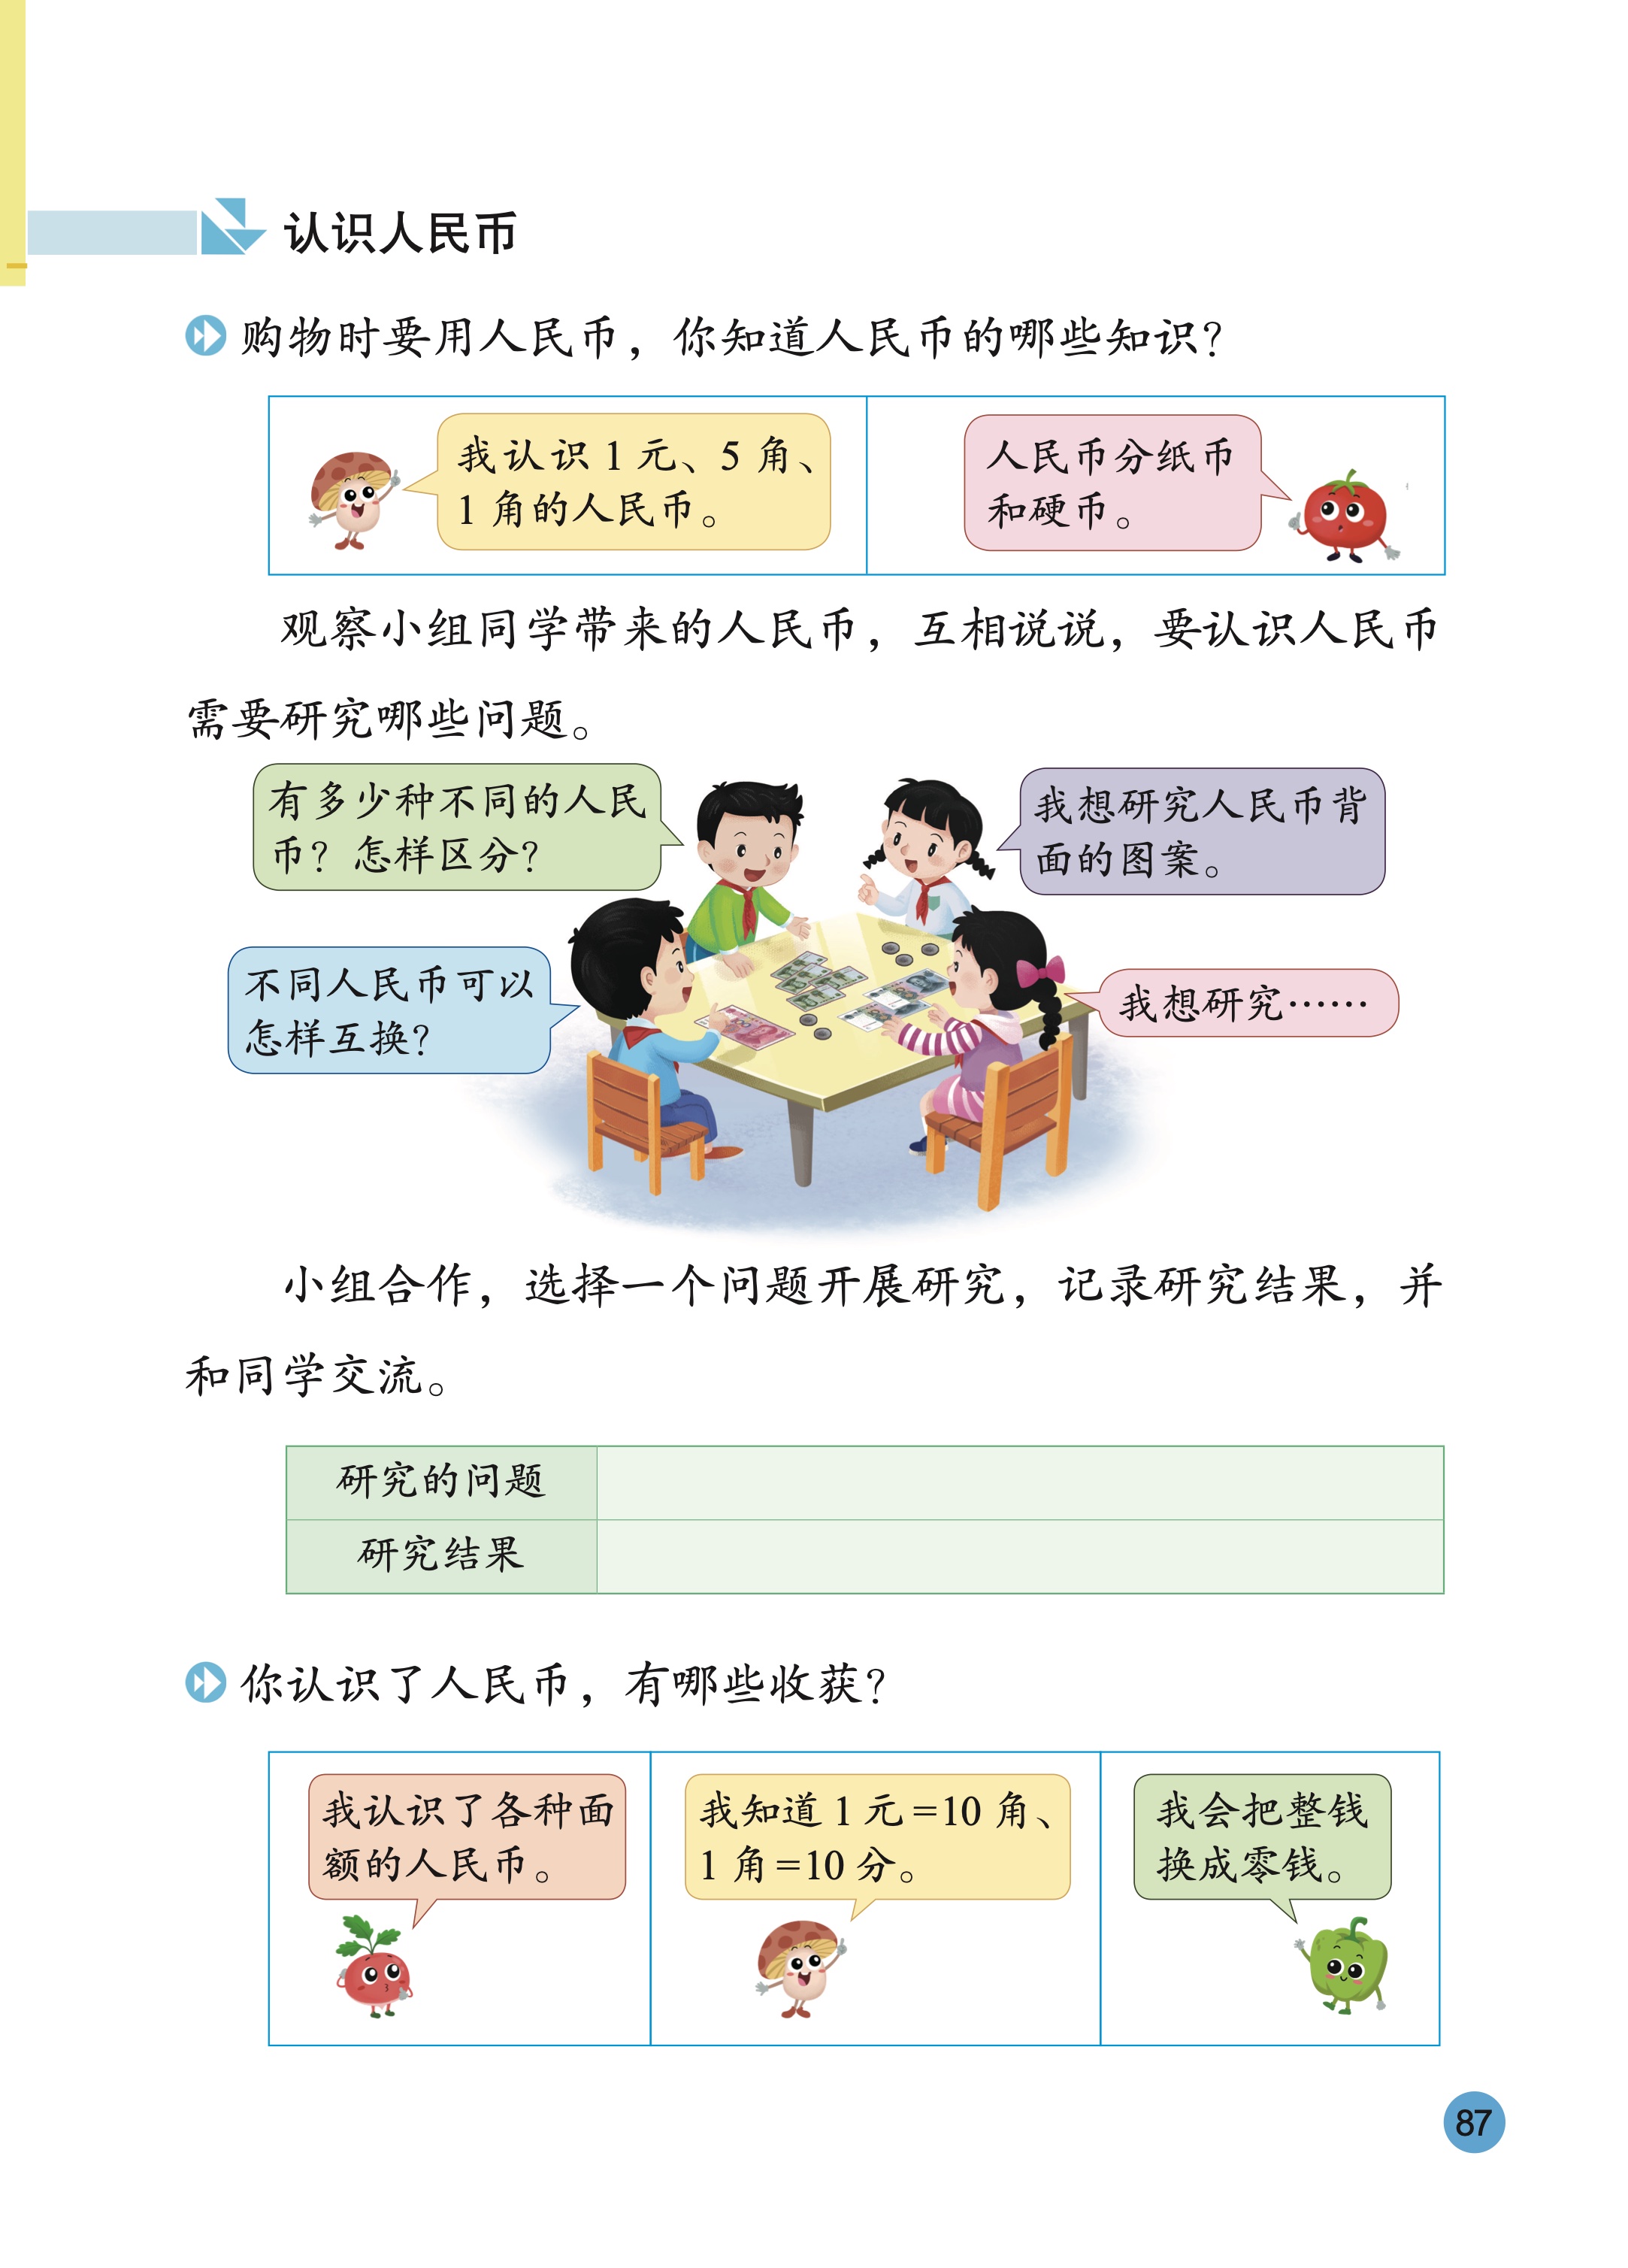 认识人民币
购物时要用人民币，你知道人民币的哪些知识？
我认识 1 元、5 角、
1 角的人民币。
人民币分纸币
和硬币。
观察小组同学带来的人民币，互相说说，要认识人民币
需要研究哪些问题。
有多少种不同的人民
币？怎样区分？
我想研究人民币背
面的图案。
不同人民币可以
怎样互换？
我想研究……
小组合作，选择一个问题开展研究，记录研究结果，并
和同学交流。
研究的问题
研究结果
你认识了人民币，有哪些收获？
我认识了各种面
额的人民币。
我知道 1 元=10 角、
1 角=10 分。
我会把整钱
换成零钱。
87